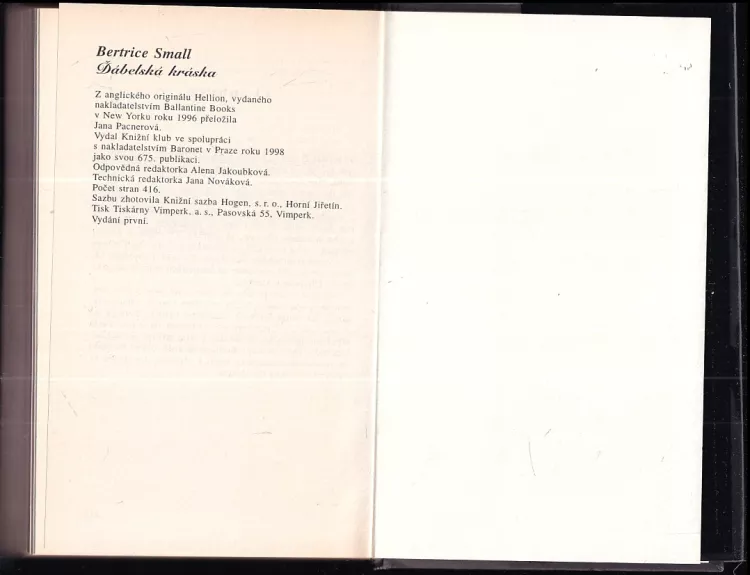 Bertrice Small
Ďábelská kráska
Z anglického originálu Hellion, vydaného
nakladatelstvím Ballantine Books
v New Yorku roku 1996 přeložila
Jana Pacnerová.
Vydal Knižní klub ve spolupráci
s nakladatelstvím Baronet v Praze roku 1998
jako svou 675. publikaci.
Odpovědná redaktorka Alena Jakoubková.
Technická redaktorka Jana Nováková.
Počet stran 416.
Sazbu zhotovila Knižní sazba Hogen, s. r. o., Horní Jiřetín.
Tisk Tiskárny Vimperk, a. s., Pasovská 55, Vimperk.
Vydání první.